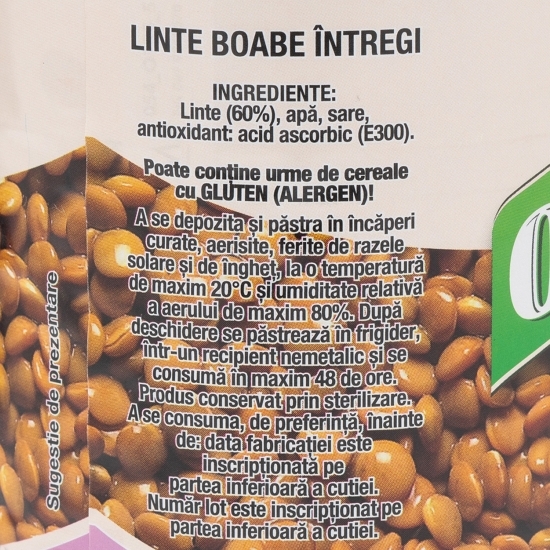 LINTE BOABE ÎNTREGI
INGREDIENTE:
Linte (60%), apă, sare,
antioxidant: acid ascorbic (E300).
Poate conține urme de cereale
cu GLUTEN (ALERGEN)!
A se depozita și păstra în încăperi
curate, aerisite, ferite de razele
solare și de îngheț, la o temperatură
de maxim 20°C și umiditate relativă
a aerului de maxim 80%. După
deschidere se păstrează în frigider,
într-un recipient nemetalic și se
consumă în maxim 48 de ore.
Produs conservat prin sterilizare.
A se consuma, de preferință, înainte
de: data fabricației este
inscripționată pe
partea inferioară a cutiei.
Număr lot este inscripționat pe
partea inferioară a cutiei.
Sugestie de prezentare